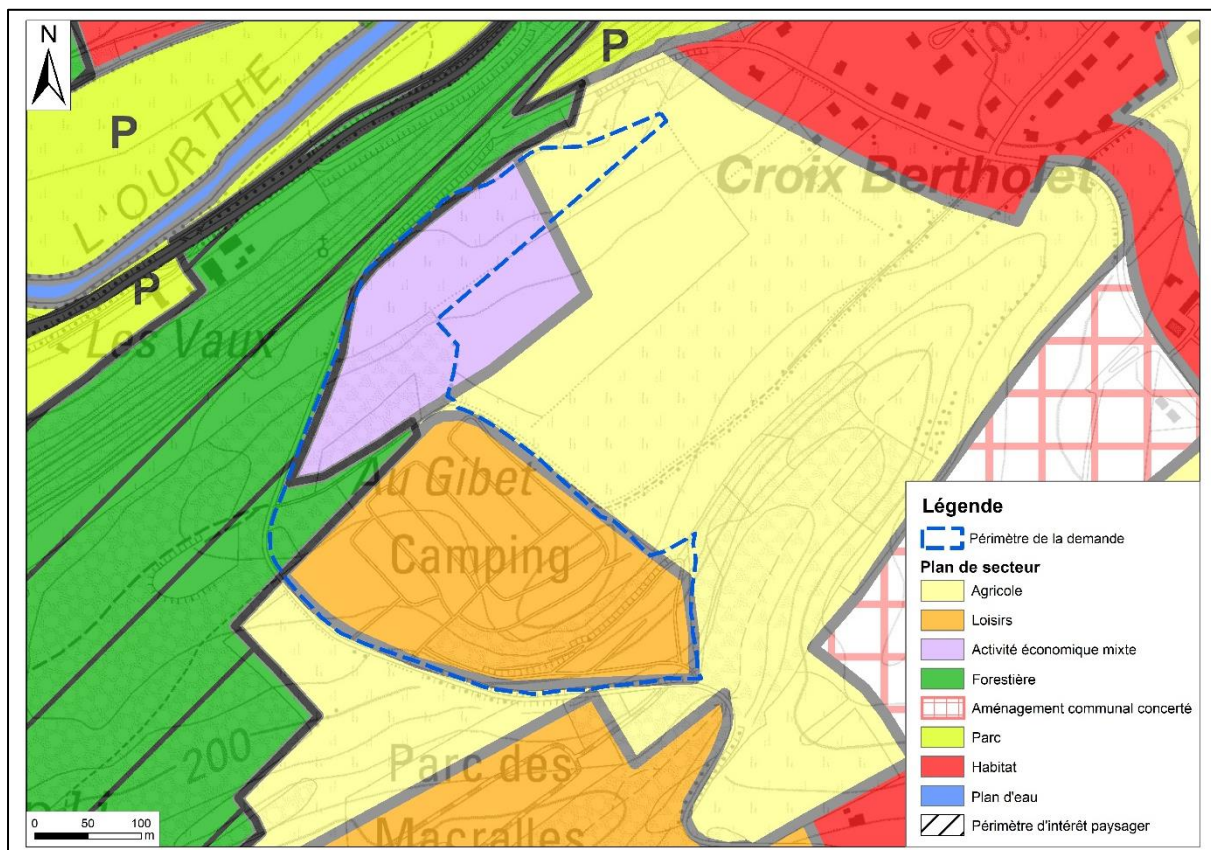 N
P
P
P
L'OURTHE
Croix Bertholet
Les Vaux
Au Gibet
Camping
200
Parc des
Macralles
0 50 100
m
Légende
Périmètre de la demande
Plan de secteur
Agricole
Loisirs
Activité économique mixte
Forestière
Aménagement communal concerté
Parc
Habitat
Plan d'eau
Périmètre d'intérêt paysager